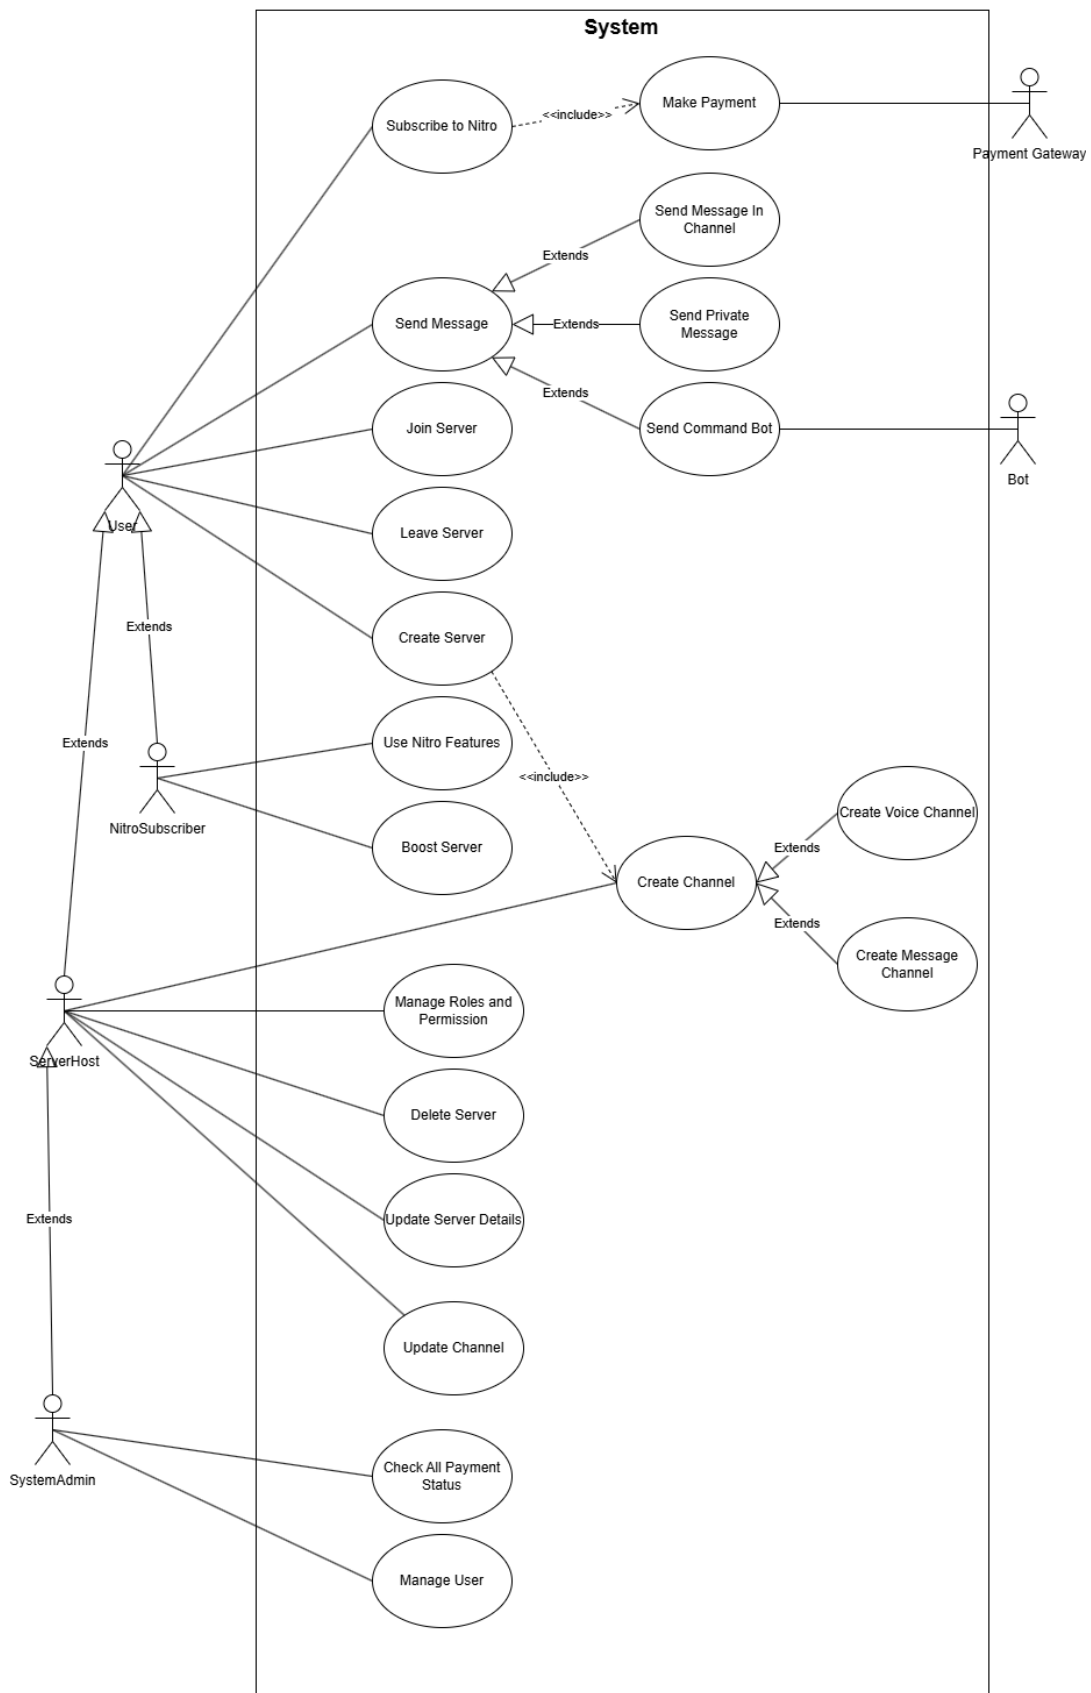 System
Subscribe to Nitro
<<include>>
Make Payment
Payment Gateway
Send Message In
Channel
Extends
Send Message
Extends
Send Private
Message
Extends
Join Server
Send Command Bot
Bot
User
Leave Server
Extends
Create Server
Extends
Use Nitro Features
<<include>>
NitroSubscriber
Boost Server
Create Voice Channel
Extends
Create Channel
Extends
Create Message
Channel
Manage Roles and
Permission
ServerHost
Delete Server
Extends
Update Server Details
Update Channel
SystemAdmin
Check All Payment
Status
Manage User